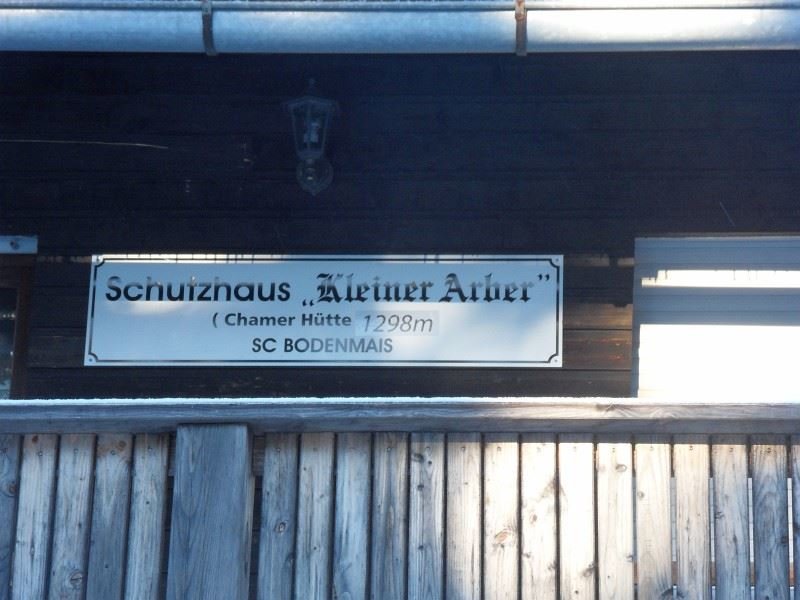 Schutzhaus „Kleiner Arber”
( Chamer Hütte 1298m
SC BODENMAIS